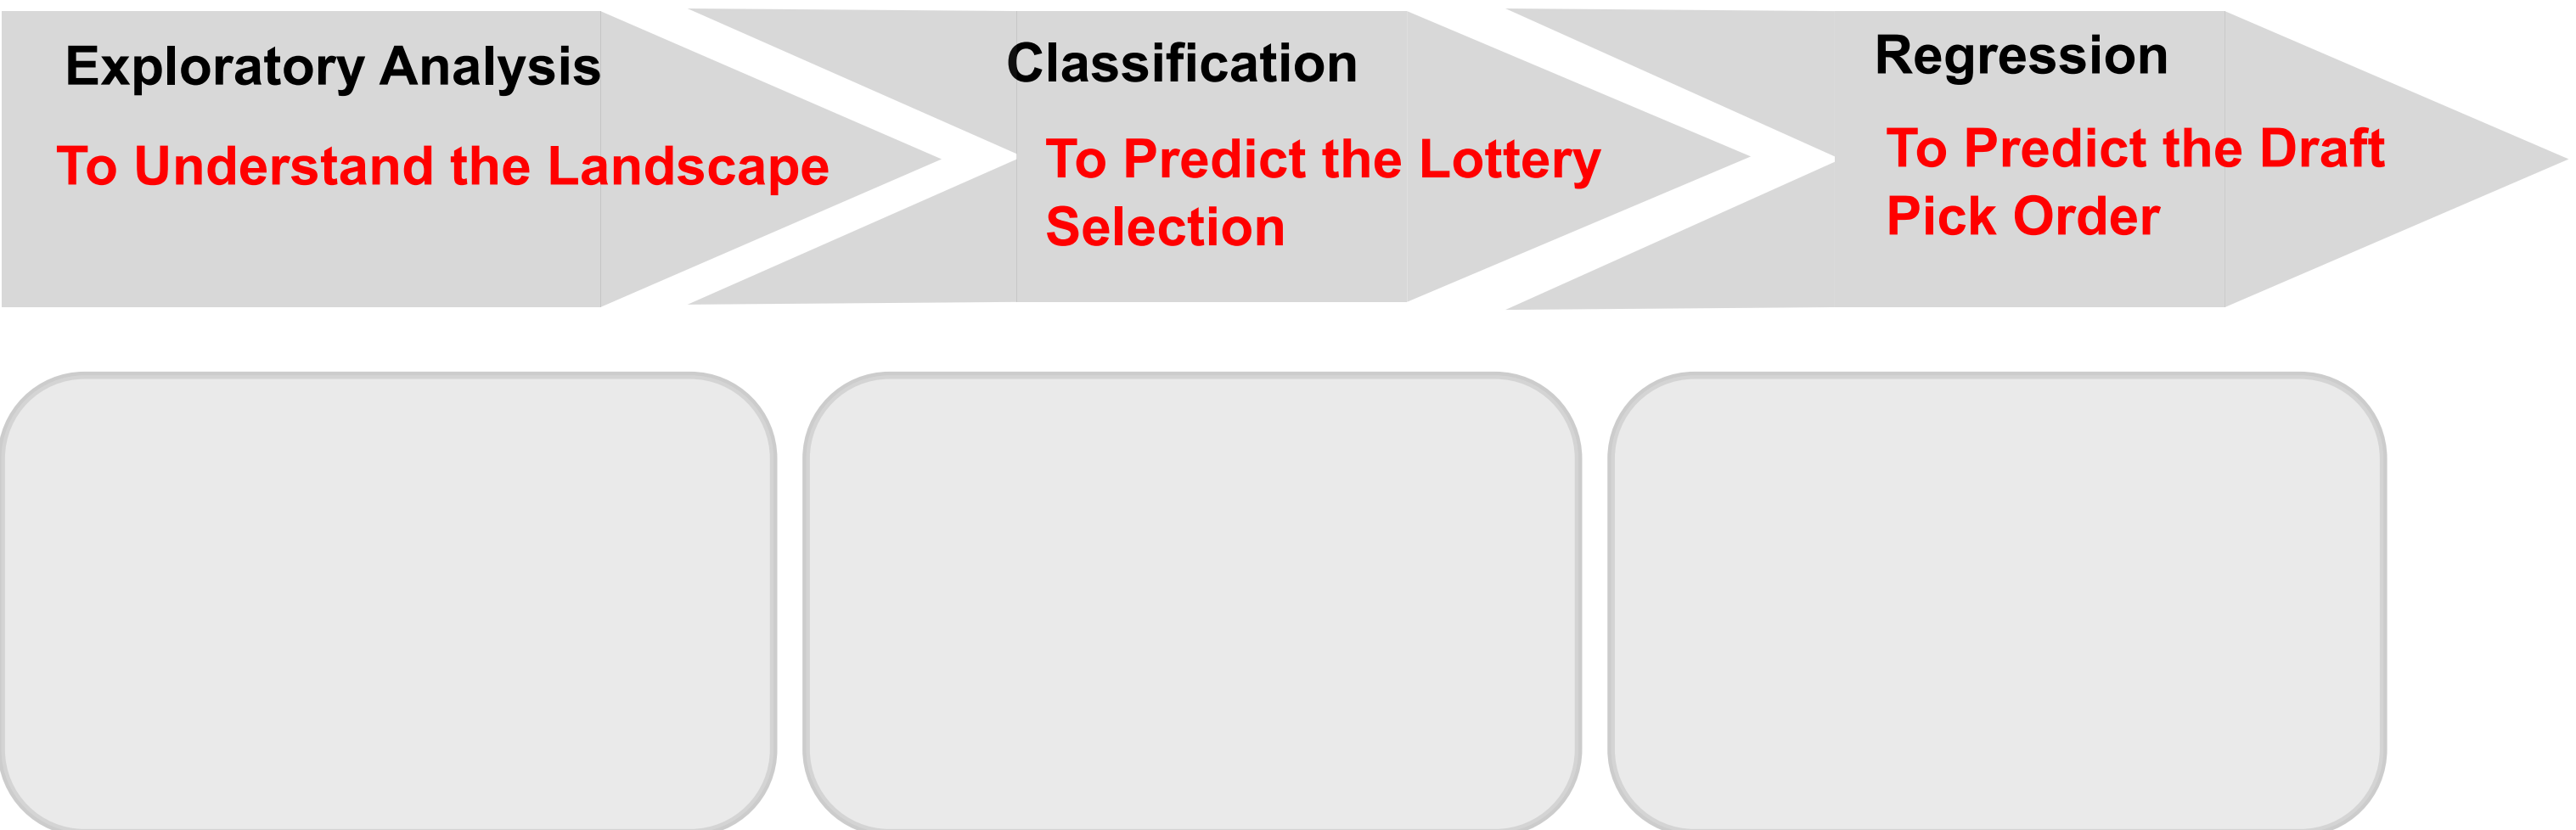 Exploratory Analysis
To Understand the Landscape
Classification
To Predict the Lottery
Selection
Regression
To Predict the Draft
Pick Order